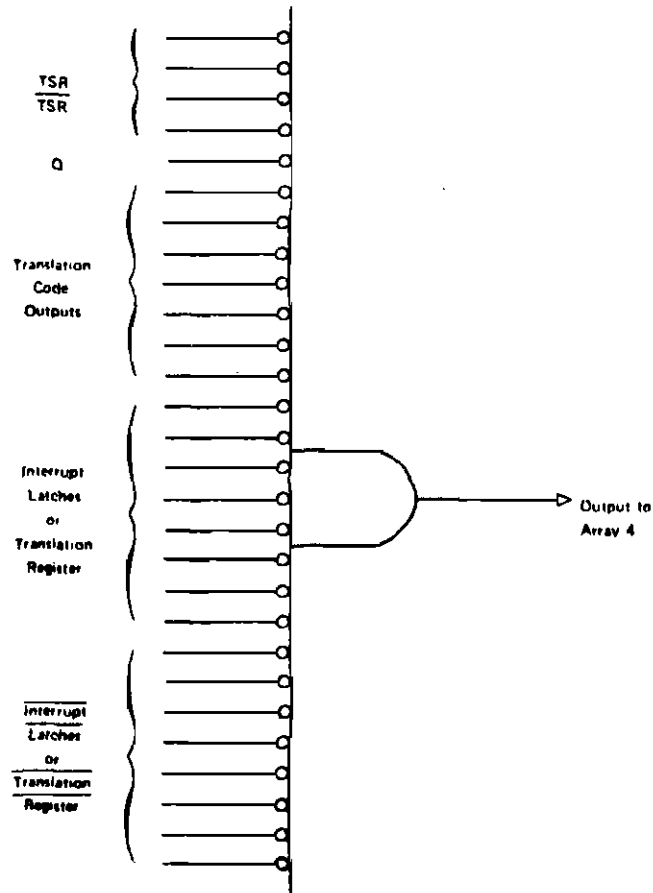 TSR
TSR
Q
Translation
Code
Outputs
Interrupt
Latches
or
Translation
Register
Output to
Array 4
Interrupt
Latches
or
Translation
Register